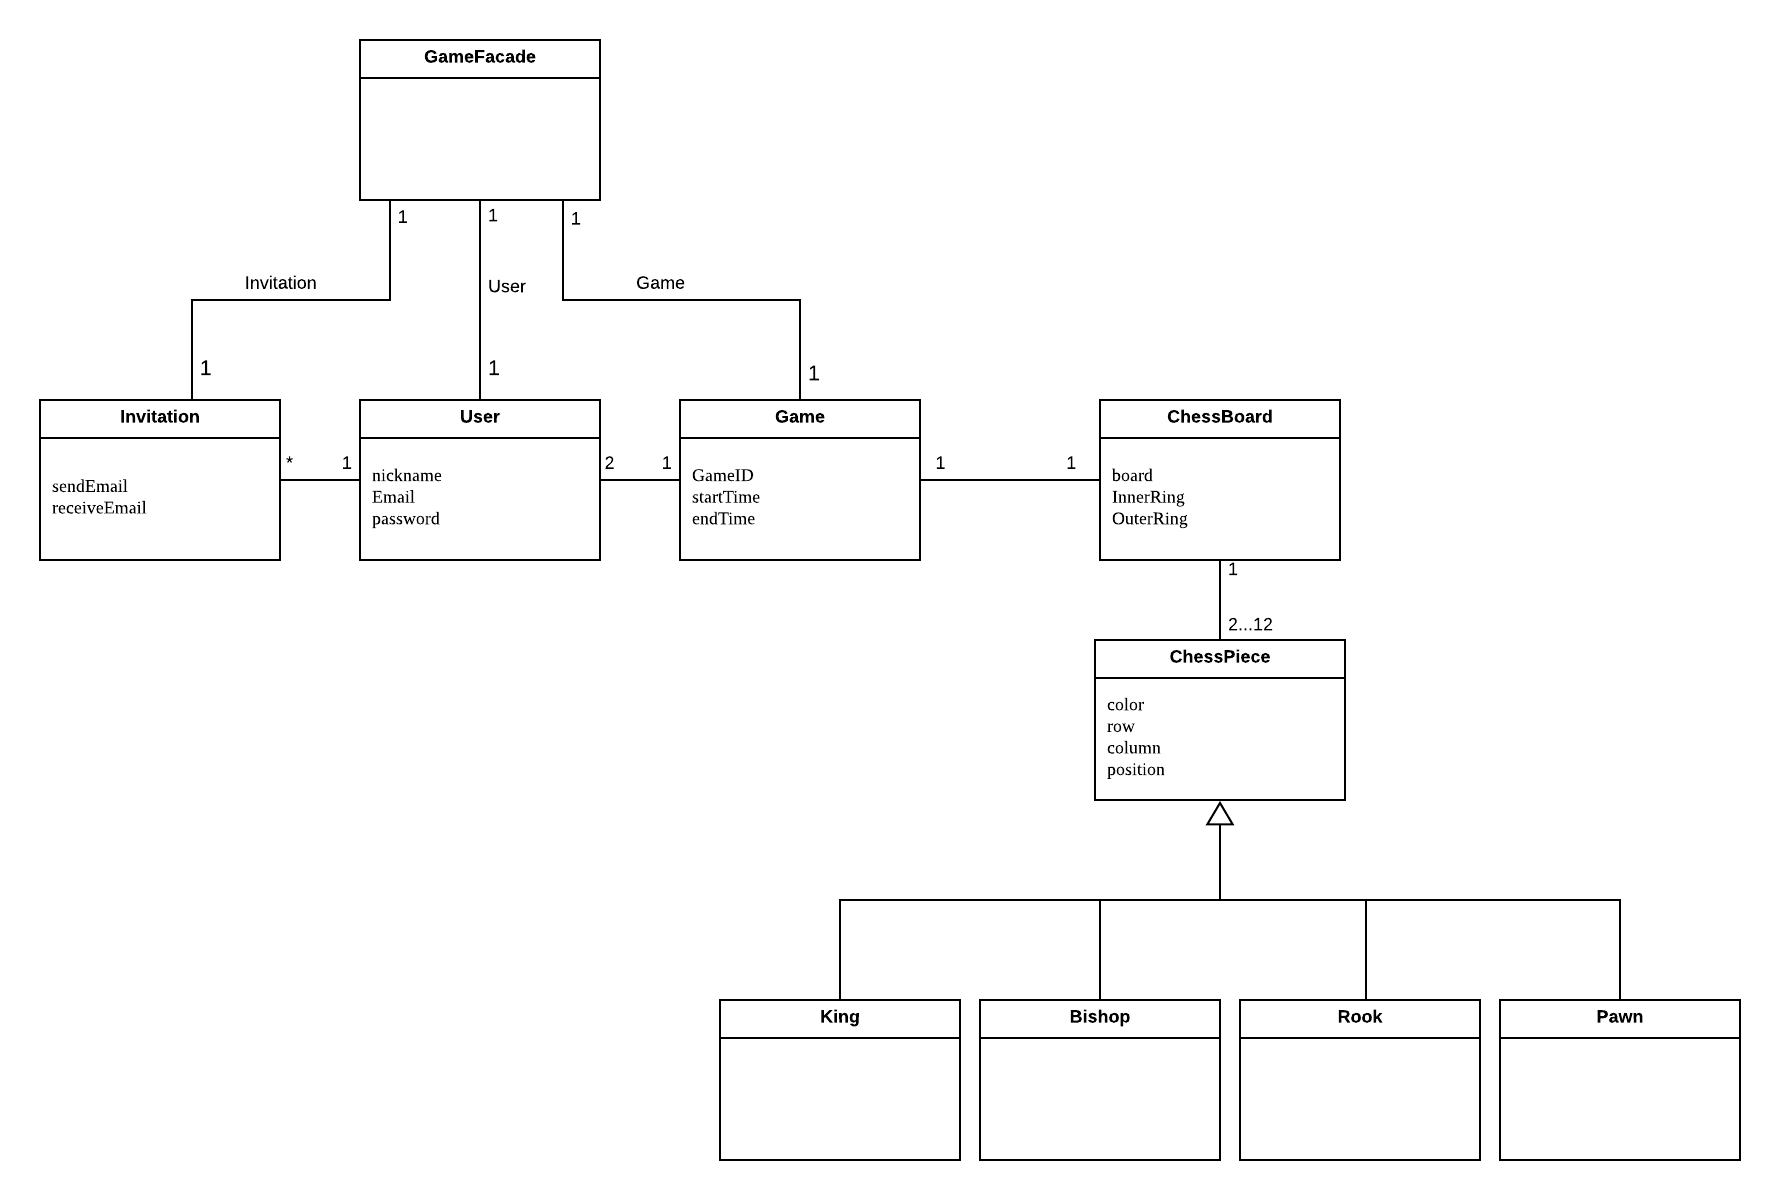 GameFacade
1
1
1
Invitation
User
Game
1
1
1
Invitation
sendEmail
receiveEmail
*
1
User
nickname
Email
password
2
1
Game
GameID
startTime
endTime
1
1
ChessBoard
board
InnerRing
OuterRing
1
2...12
ChessPiece
color
row
column
position
King
Bishop
Rook
Pawn